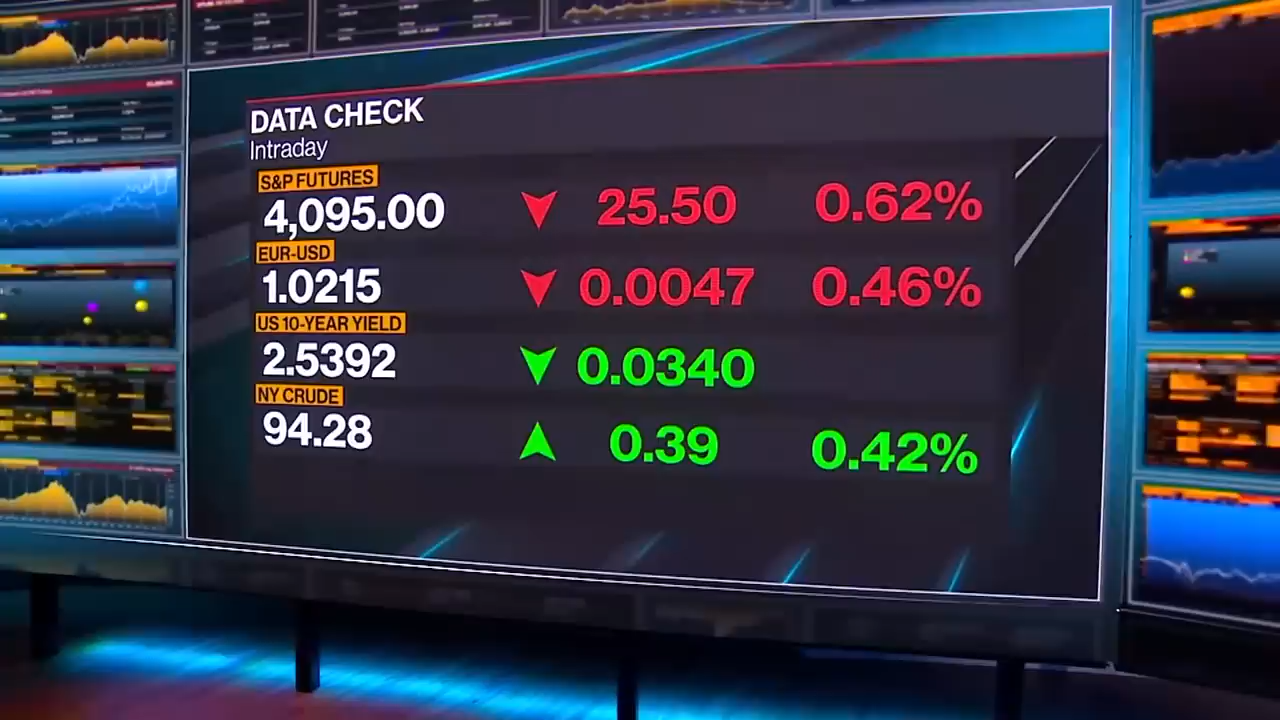 DATA CHECK
Intraday
S&P FUTURES
4,095.00 25.50 0.62%
EUR-USD
1.0215 0.0047 0.46%
US 10-YEAR YIELD
2.5392 0.0340
NY CRUDE
94.28 0.39 0.42%